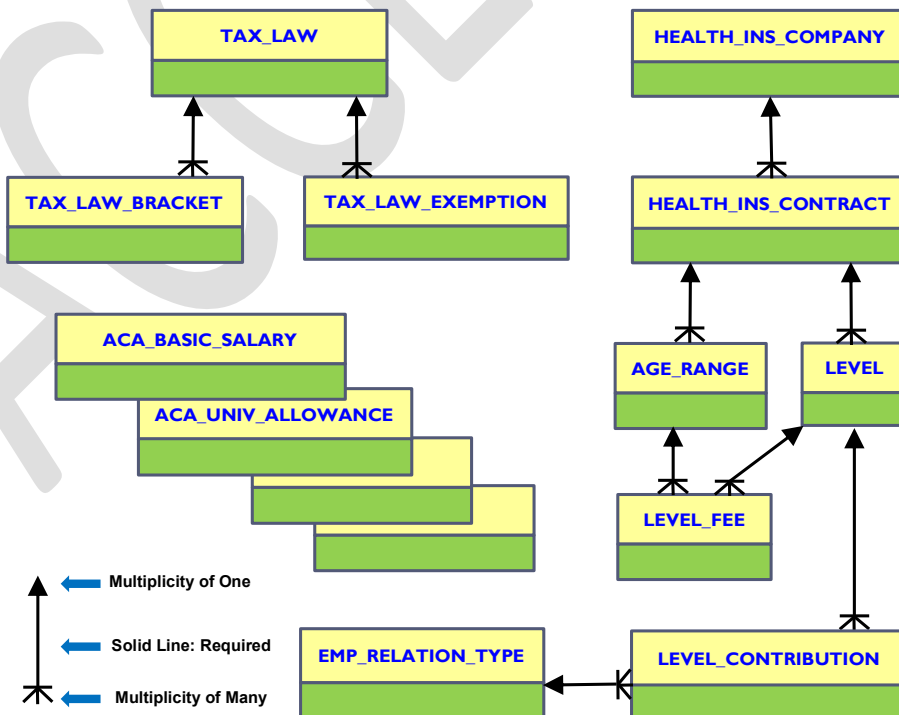 TAX_LAW
HEALTH_INS_COMPANY
TAX_LAW_BRACKET
TAX_LAW_EXEMPTION
HEALTH_INS_CONTRACT
ACA_BASIC_SALARY
AGE_RANGE
LEVEL
ACA_UNIV_ALLOWANCE
LEVEL_FEE
Multiplicity of One
Solid Line: Required
Multiplicity of Many
EMP_RELATION_TYPE
LEVEL_CONTRIBUTION